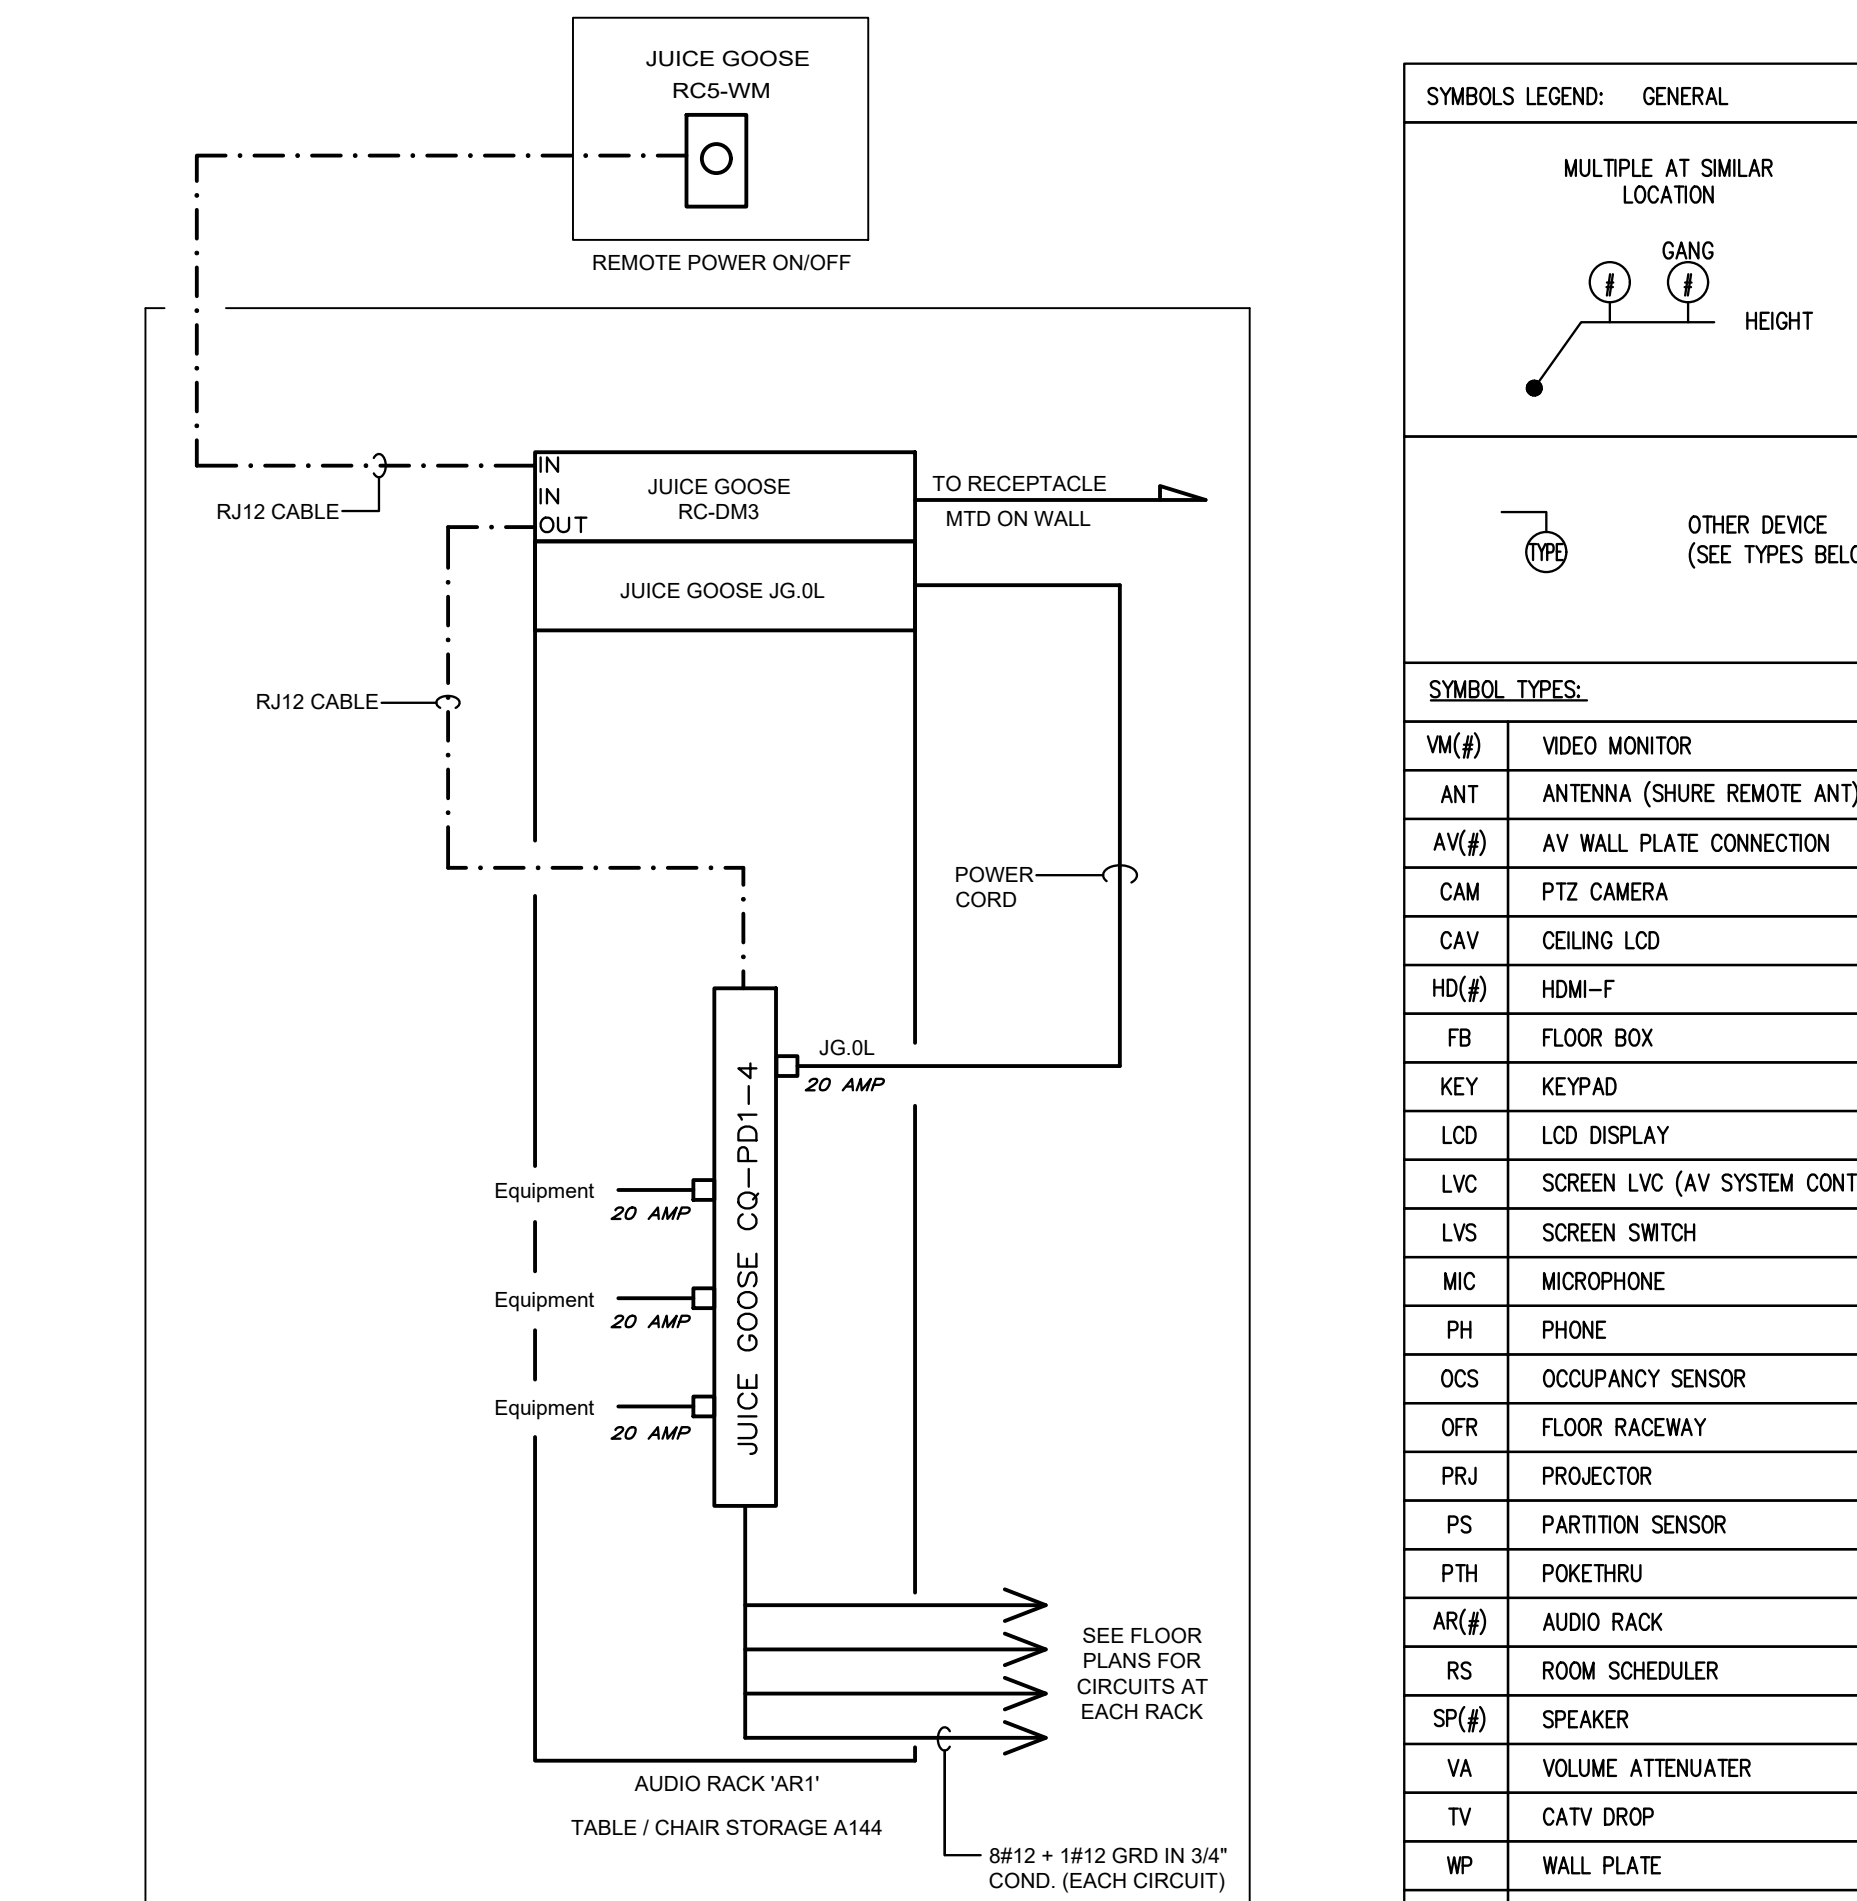 JUICE GOOSE
RC5-WM
REMOTE POWER ON/OFF
IN
IN
OUT
JUICE GOOSE
RC-DM3
TO RECEPTACLE
MTD ON WALL
RJ12 CABLE
JUICE GOOSE JG.0L
RJ12 CABLE
POWER
CORD
JG.0L
20 AMP
JUICE GOOSE CQ-PD1-4
Equipment
20 AMP
Equipment
20 AMP
Equipment
20 AMP
SEE FLOOR
PLANS FOR
CIRCUITS AT
EACH RACK
AUDIO RACK 'AR1'
TABLE / CHAIR STORAGE A144
8#12 + 1#12 GRD IN 3/4"
COND. (EACH CIRCUIT)
SYMBOLS LEGEND: GENERAL
MULTIPLE AT SIMILAR
LOCATION
GANG
# #
HEIGHT
TYPE
OTHER DEVICE
(SEE TYPES
SYMBOL TYPES:
VM(#) VIDEO MONITOR
ANT ANTENNA (SHURE REMOTE ANT)
AV(#) AV WALL PLATE CONNECTION
CAM PTZ CAMERA
CAV CEILING LCD
HD(#) HDMI-F
FB FLOOR BOX
KEY KEYPAD
LCD LCD DISPLAY
LVC SCREEN LVC (AV SYSTEM
LVS SCREEN SWITCH
MIC MICROPHONE
PH PHONE
OCS OCCUPANCY SENSOR
OFR FLOOR RACEWAY
PRJ PROJECTOR
PS PARTITION SENSOR
PTH POKETHRU
AR(#) AUDIO RACK
RS ROOM SCHEDULER
SP(#) SPEAKER
VA VOLUME ATTENUATER
TV CATV DROP
WP WALL PLATE